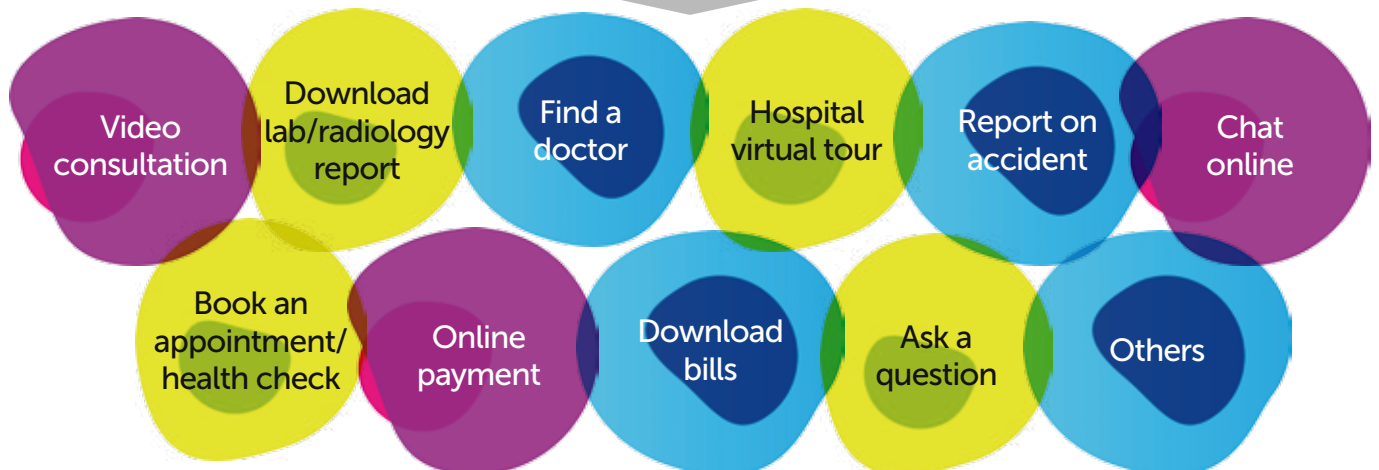 Video
consultation
Download
lab/radiology
report
Find a
doctor
Hospital
virtual tour
Report on
accident
Chat
online
Book an
appointment/
health check
Online
payment
Download
bills
Ask a
question
Others